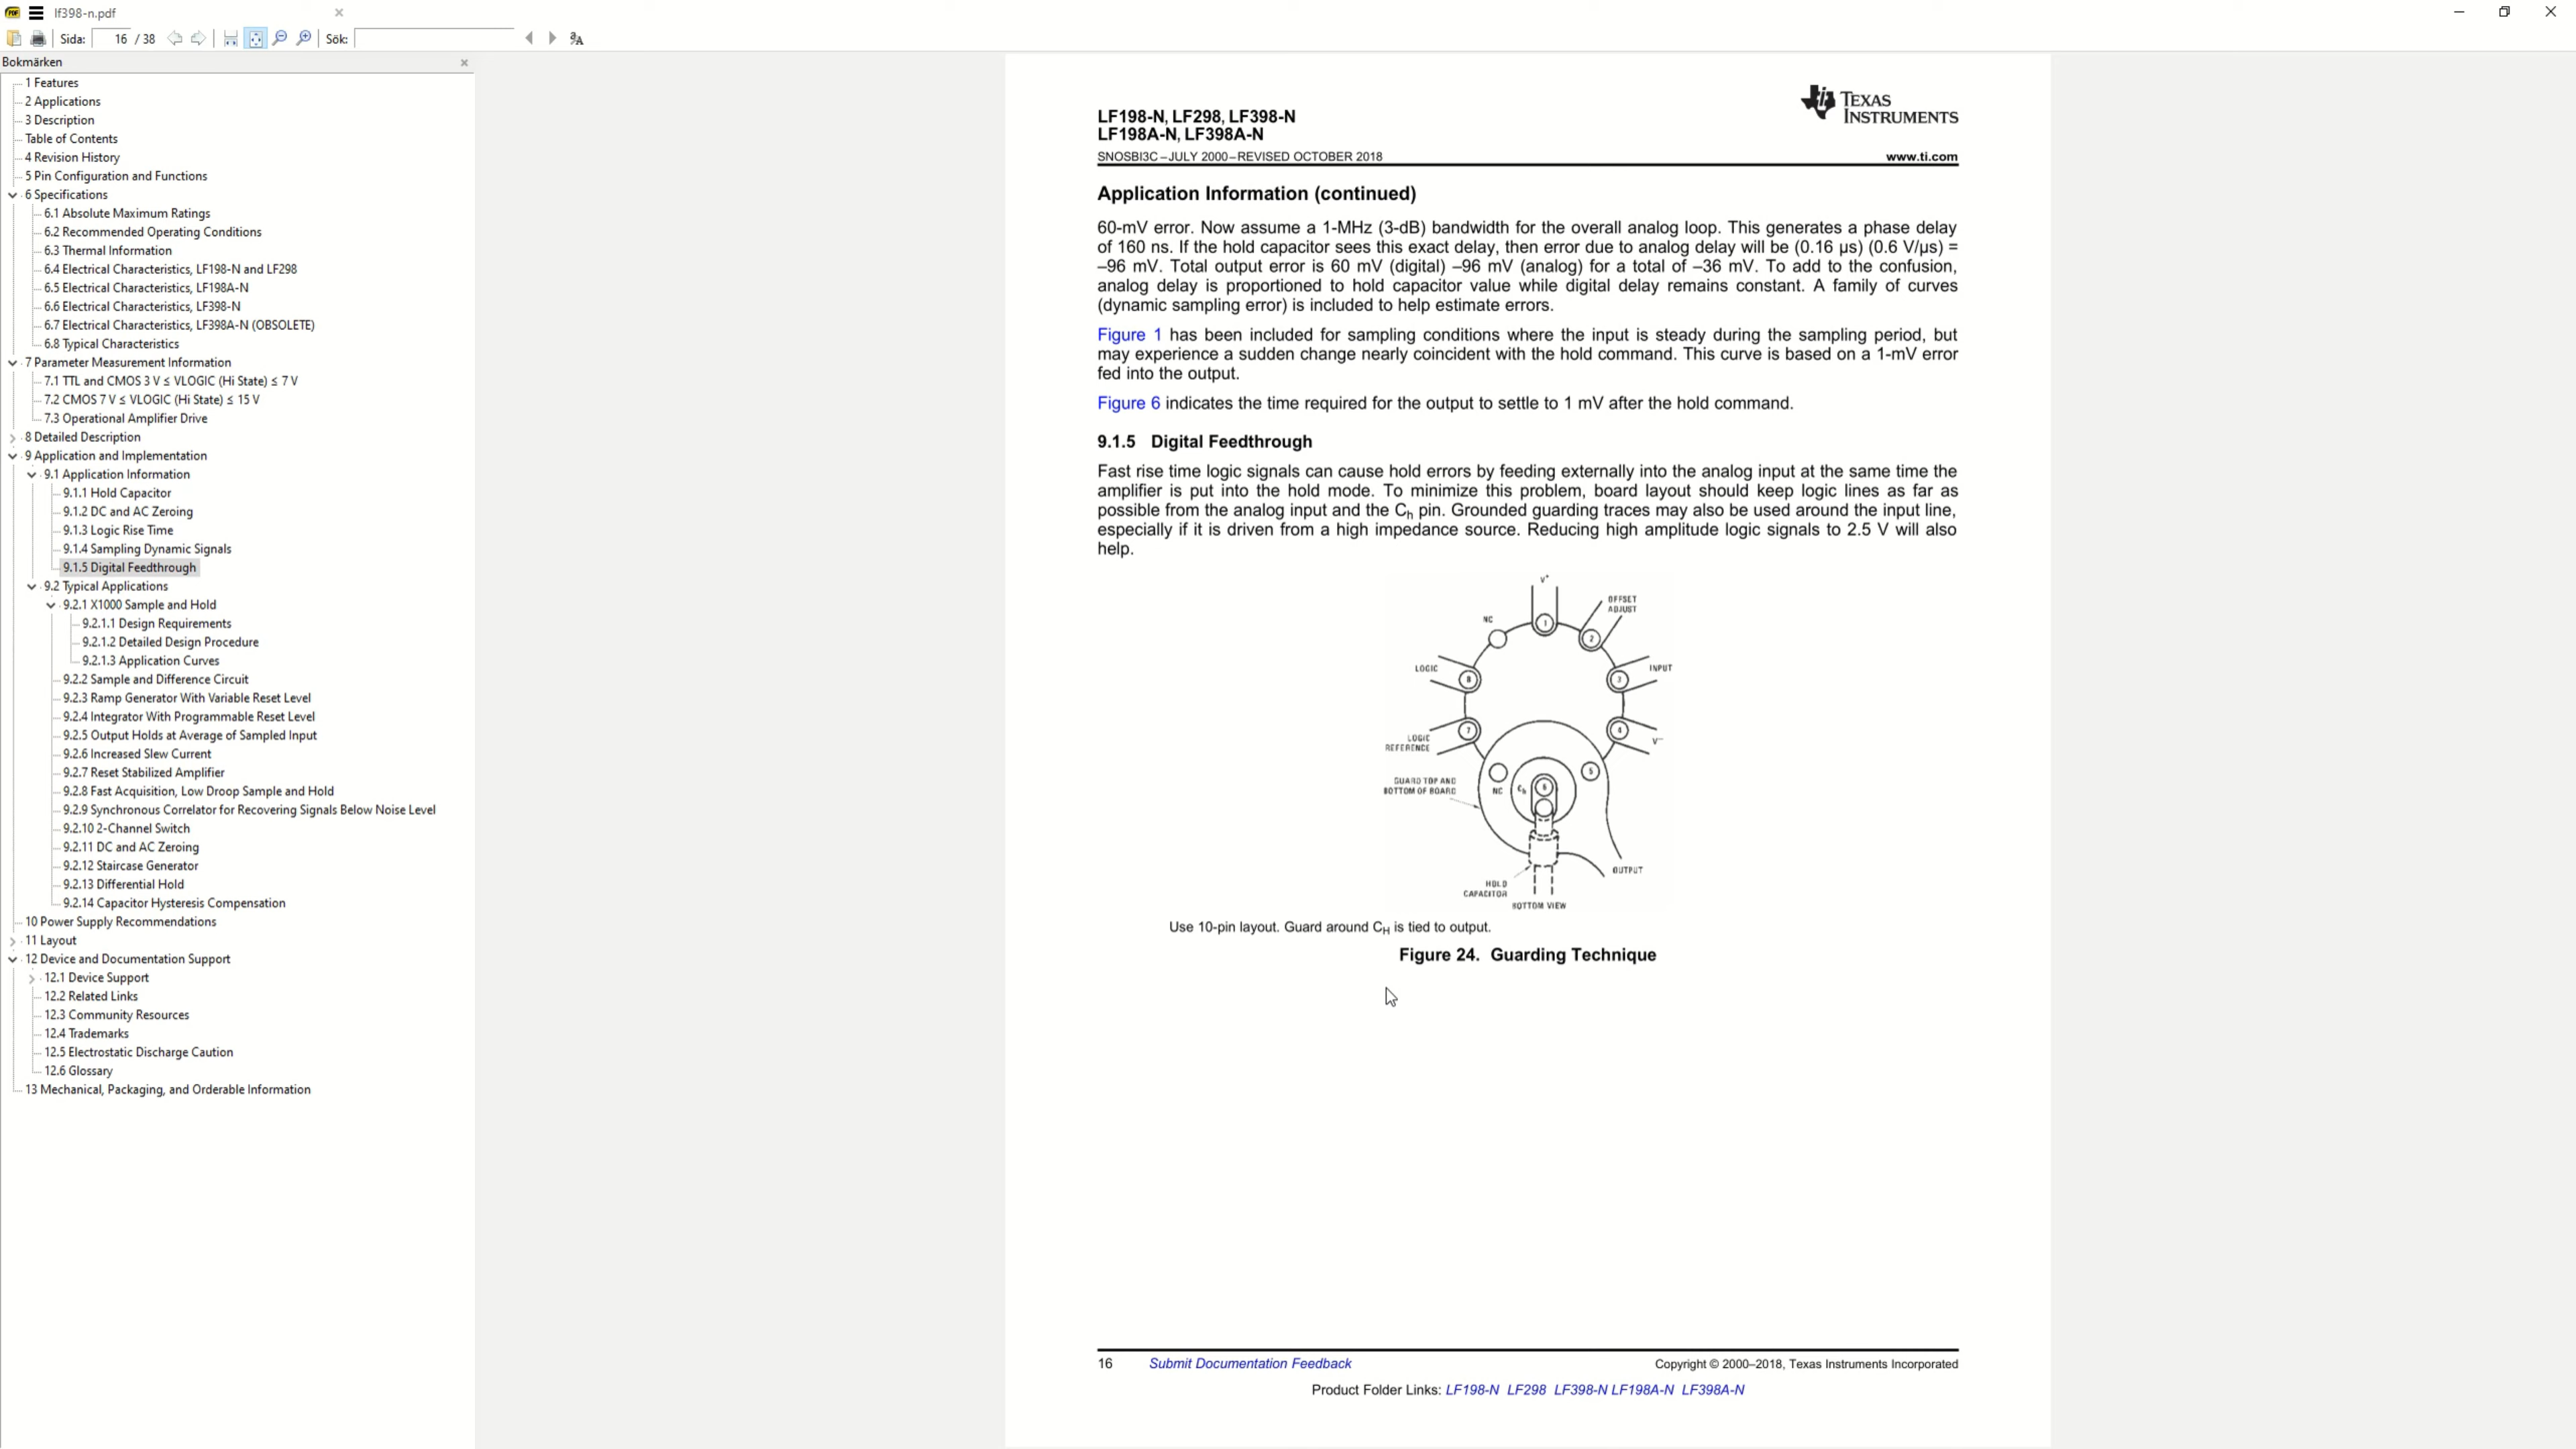 lf398-n.pdf
Sida: 16 / 38 Sök:
Bokmärken
1 Features
2 Applications
3 Description
Table of Contents
4 Revision History
5 Pin Configuration and Functions
6 Specifications
6.1 Absolute Maximum Ratings
6.2 Recommended Operating Conditions
6.3 Thermal Information
6.4 Electrical Characteristics, LF198-N and LF298
6.5 Electrical Characteristics, LF198A-N
6.6 Electrical Characteristics, LF398-N
6.7 Electrical Characteristics, LF398A-N (OBSOLETE)
6.8 Typical Characteristics
7 Parameter Measurement Information
7.1 TTL and CMOS 3 V ≤ VLOGIC (Hi State) ≤ 7 V
7.2 CMOS 7 V ≤ VLOGIC (Hi State) ≤ 15 V
7.3 Operational Amplifier Drive
8 Detailed Description
9 Application and Implementation
9.1 Application Information
9.1.1 Hold Capacitor
9.1.2 DC and AC Zeroing
9.1.3 Logic Rise Time
9.1.4 Sampling Dynamic Signals
9.1.5 Digital Feedthrough
9.2 Typical Applications
9.2.1 X1000 Sample and Hold
9.2.1.1 Design Requirements
9.2.1.2 Detailed Design Procedure
9.2.1.3 Application Curves
9.2.2 Sample and Difference Circuit
9.2.3 Ramp Generator With Variable Reset Level
9.2.4 Integrator With Programmable Reset Level
9.2.5 Output Holds at Average of Sampled Input
9.2.6 Increased Slew Current
9.2.7 Reset Stabilized Amplifier
9.2.8 Fast Acquisition, Low Droop Sample and Hold
9.2.9 Synchronous Correlator for Recovering Signals Below Noise Level
9.2.10 2-Channel Switch
9.2.11 DC and AC Zeroing
9.2.12 Staircase Generator
9.2.13 Differential Hold
9.2.14 Capacitor Hysteresis Compensation
10 Power Supply Recommendations
11 Layout
12 Device and Documentation Support
12.1 Device Support
12.2 Related Links
12.3 Community Resources
12.4 Trademarks
12.5 Electrostatic Discharge Caution
12.6 Glossary
13 Mechanical, Packaging, and Orderable Information
TEXAS
INSTRUMENTS
LF198-N, LF298, LF398-N
LF198A-N, LF398A-N
SNOSBI3C – JULY 2000 – REVISED OCTOBER 2018 www.ti.com
Application Information (continued)
60-mV error. Now assume a 1-MHz (3-dB) bandwidth for the overall analog loop. This generates a phase delay
of 160 ns. If the hold capacitor sees this exact delay, then error due to analog delay will be (0.16 μs) (0.6 V/μs) =
–96 mV. Total output error is 60 mV (digital) –96 mV (analog) for a total of –36 mV. To add to the confusion,
analog delay is proportioned to hold capacitor value while digital delay remains constant. A family of curves
(dynamic sampling error) is included to help estimate errors.
Figure 1 has been included for sampling conditions where the input is steady during the sampling period, but
may experience a sudden change nearly coincident with the hold command. This curve is based on a 1-mV error
fed into the output.
Figure 6 indicates the time required for the output to settle to 1 mV after the hold command.
9.1.5 Digital Feedthrough
Fast rise time logic signals can cause hold errors by feeding externally into the analog input at the same time the
amplifier is put into the hold mode. To minimize this problem, board layout should keep logic lines as far as
possible from the analog input and the Ch pin. Grounded guarding traces may also be used around the input line,
especially if it is driven from a high impedance source. Reducing high amplitude logic signals to 2.5 V will also
help.
V+
OFFSET
ADJUST
NC
1
2
LOGIC
INPUT
8
3
7
4
LOGIC
REFERENCE
V–
GUARD TOP AND
BOTTOM OF BOARD
NC
Ch
6
5
HOLD
CAPACITOR
OUTPUT
BOTTOM VIEW
Use 10-pin layout. Guard around CH is tied to output.
Figure 24. Guarding Technique
16 Submit Documentation Feedback Copyright © 2000–2018, Texas Instruments Incorporated
Product Folder Links: LF198-N LF298 LF398-N LF198A-N LF398A-N